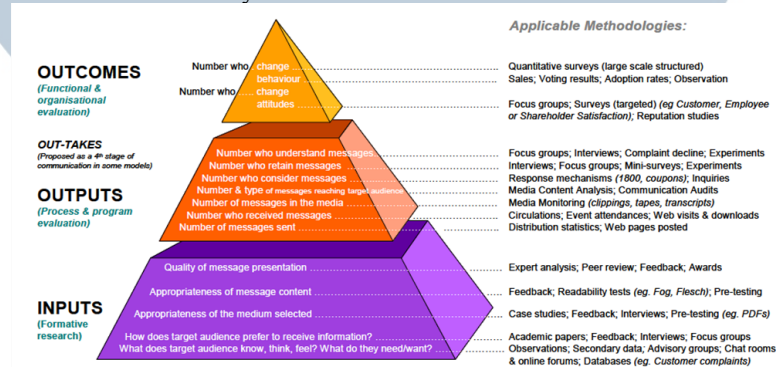 Applicable Methodologies:
OUTCOMES
(Functional &
organisational
evaluation)
Number who change
behaviour
Number who .... change
attitudes
Quantitative surveys (large scale structured)
Sales; Voting results; Adoption rates; Observation
Focus groups; Surveys (targeted) (eg Customer, Employee
or Shareholder Satisfaction); Reputation studies
OUT-TAKES
(Proposed as a 4th stage of
communication in some models)
OUTPUTS
(Process & program
evaluation)
Number who understand messages
Number who retain messages
Number who consider messages
Number & type of messages reaching target audience
Number of messages in the media
Number who received messages
Number of messages sent
Focus groups; Interviews; Complaint decline; Experiments
Interviews; Focus groups; Mini-surveys; Experiments
Response mechanisms (1800, coupons); Inquiries
Media Content Analysis; Communication Audits
Media Monitoring (clippings, tapes, transcripts)
Circulations; Event attendances; Web visits & downloads
Distribution statistics; Web pages posted
INPUTS
(Formative
research)
Quality of message presentation
Appropriateness of message content
Appropriateness of the medium selected
How does target audience prefer to receive information?
What does target audience know, think, feel? What do they need/want?
Expert analysis; Peer review; Feedback; Awards
Feedback; Readability tests (eg. Fog, Flesch); Pre-testing
Case studies; Feedback; Interviews; Pre-testing (eg. PDFs)
Academic papers; Feedback; Interviews; Focus groups
Observations; Secondary data; Advisory groups; Chat rooms
& online forums; Databases (eg. Customer complaints)